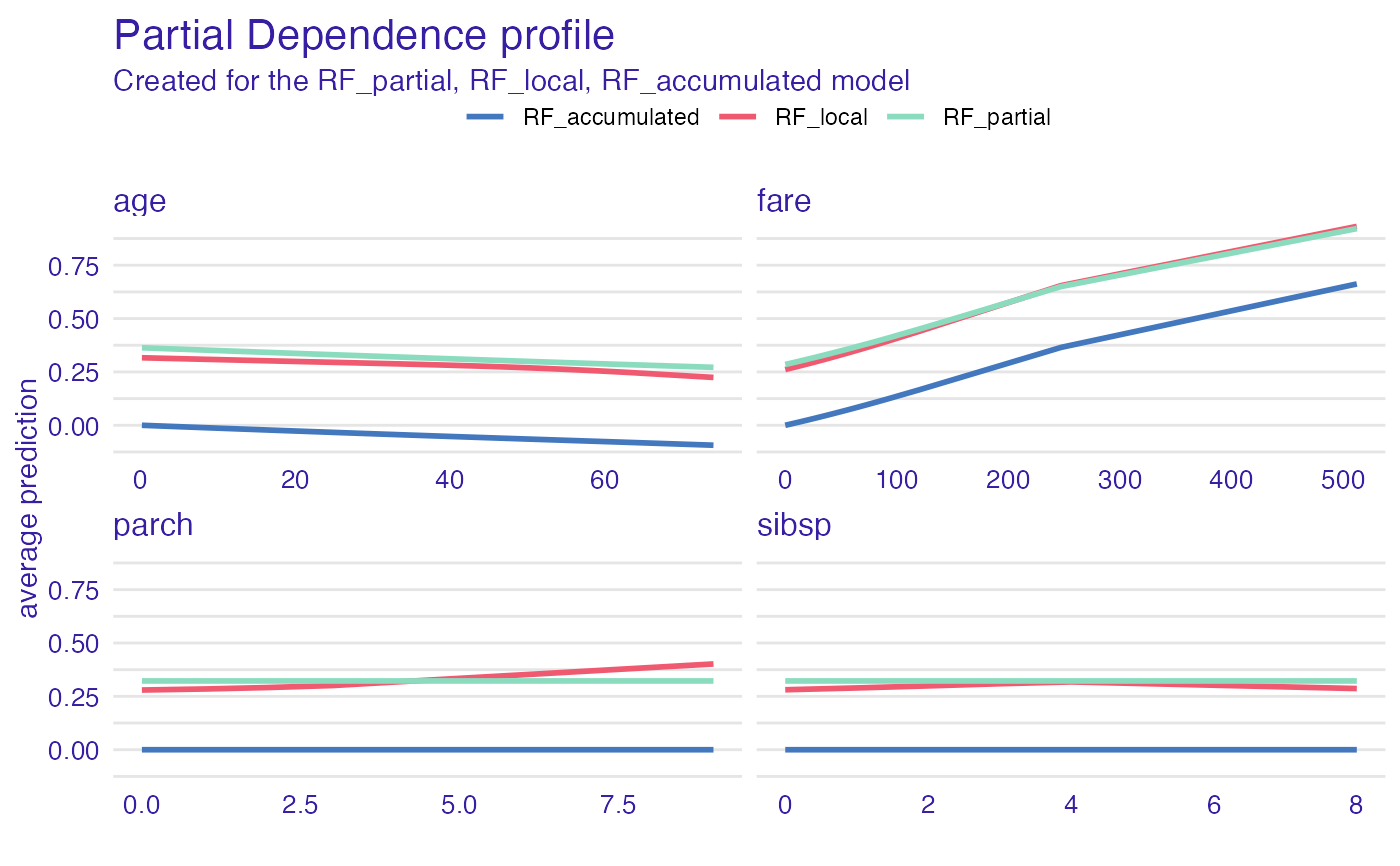 Partial Dependence profile
Created for the RF_partial, RF_local, RF_accumulated model
RF_accumulated RF_local RF_partial
age fare
0.75
0.50
0.25
0.00
0 20 40 60 0 100 200 300 400 500
average prediction
parch sibsp
0.75
0.50
0.25
0.00
0.0 2.5 5.0 7.5 0 2 4 6 8